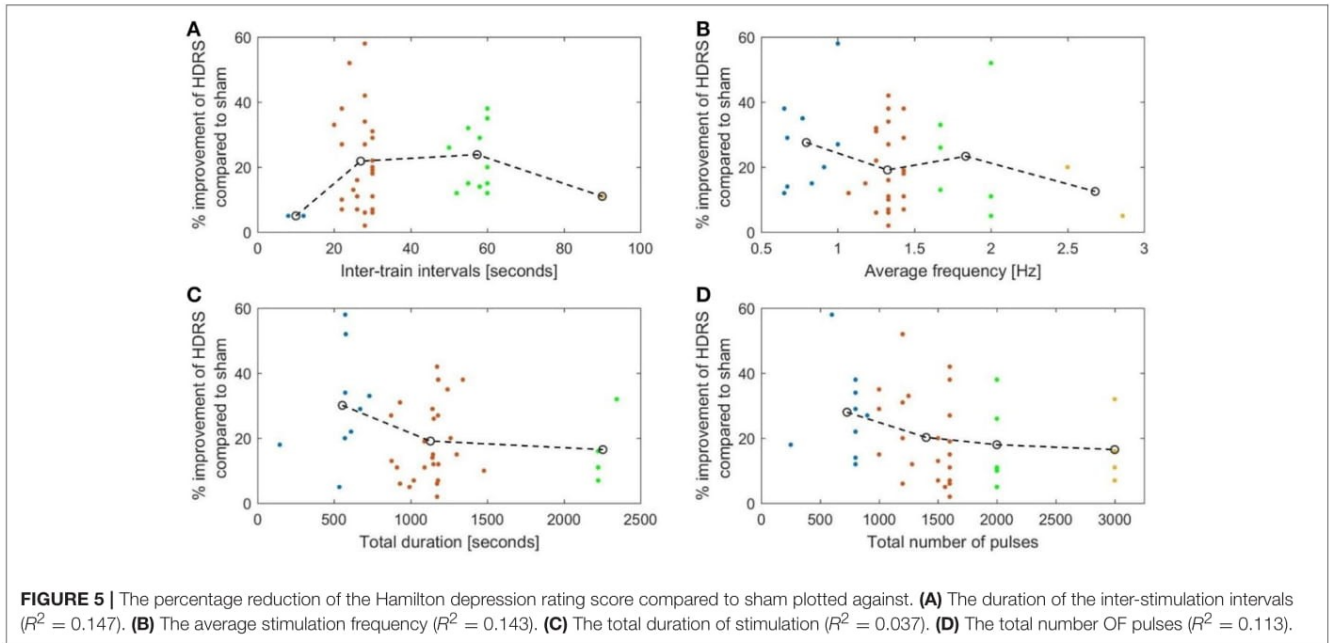 A
B
60
40
20
0
% improvement of HDRS
compared to sham
0 20 40 60 80 100
Inter-train intervals [seconds]
60
40
20
0
% improvement of HDRS
compared to sham
0.5 1 1.5 2 2.5 3
Average frequency [Hz]
C
D
60
40
20
0
% improvement of HDRS
compared to sham
0 500 1000 1500 2000 2500
Total duration [seconds]
60
40
20
0
% improvement of HDRS
compared to sham
0 500 1000 1500 2000 2500 3000
Total number of pulses
FIGURE 5 | The percentage reduction of the Hamilton depression rating score compared to sham plotted against. (A) The duration of the inter-stimulation intervals
(R² = 0.147). (B) The average stimulation frequency (R² = 0.143). (C) The total duration of stimulation (R² = 0.037). (D) The total number OF pulses (R² = 0.113).